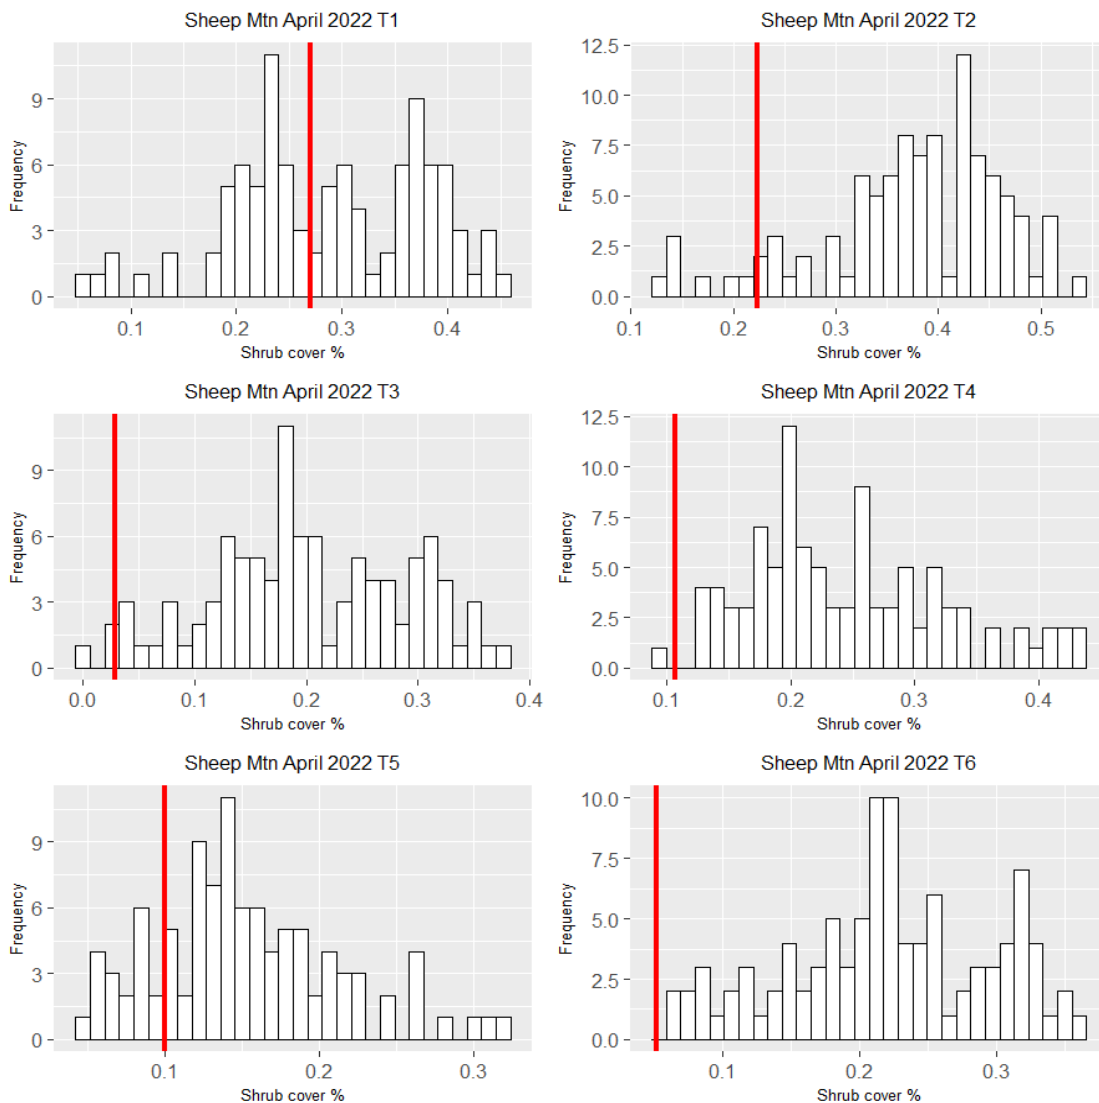 Sheep Mtn April 2022 T1
Frequency
9
6
3
0
0.1 0.2 0.3 0.4
Shrub cover %
Sheep Mtn April 2022 T2
Frequency
12.5
10.0
7.5
5.0
2.5
0.0
0.1 0.2 0.3 0.4 0.5
Shrub cover %
Sheep Mtn April 2022 T3
Frequency
9
6
3
0
0.0 0.1 0.2 0.3 0.4
Shrub cover %
Sheep Mtn April 2022 T4
Frequency
12.5
10.0
7.5
5.0
2.5
0.0
0.1 0.2 0.3 0.4
Shrub cover %
Sheep Mtn April 2022 T5
Frequency
9
6
3
0
0.1 0.2 0.3
Shrub cover %
Sheep Mtn April 2022 T6
Frequency
10.0
7.5
5.0
2.5
0.0
0.1 0.2 0.3
Shrub cover %